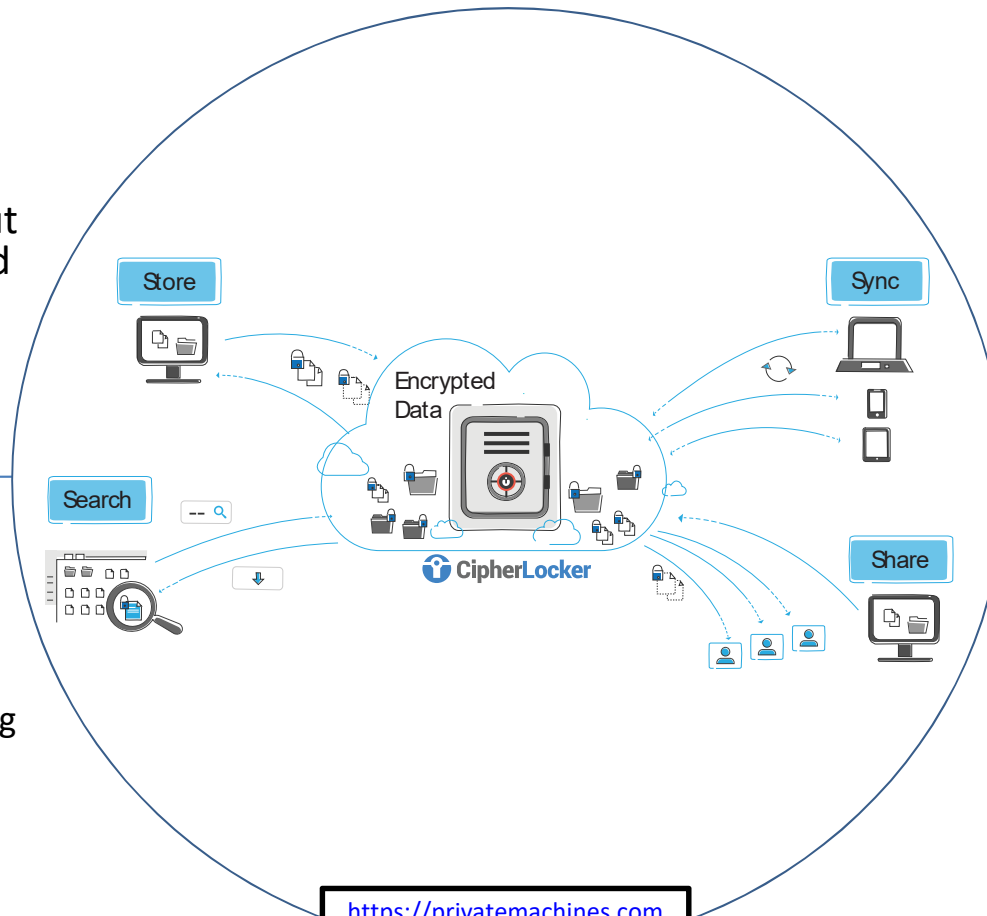 Store
Sync
Encrypted
Data
Search
--
CipherLocker
Share
g
https://privatemachines.com